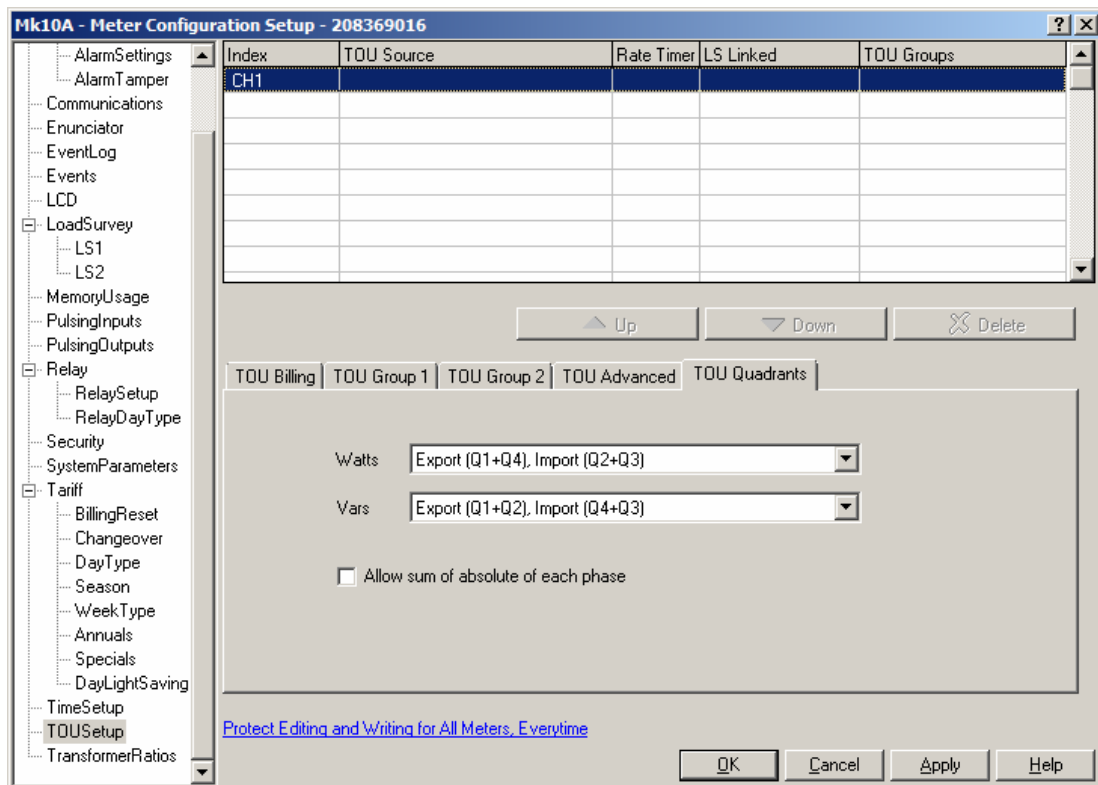 Mk10A - Meter Configuration Setup - 208369016
AlarmSettings
AlarmTamper
Communications
Enunciator
EventLog
Events
LCD
LoadSurvey
LS1
LS2
MemoryUsage
PulsingInputs
PulsingOutputs
Relay
RelaySetup
RelayDayType
Security
SystemParameters
Tariff
BillingReset
Changeover
DayType
Season
WeekType
Annuals
Specials
DayLightSaving
TimeSetup
TOUSetup
TransformerRatios
Index TOU Source Rate Timer LS Linked TOU Groups
CH1
Up Down Delete
TOU Billing TOU Group 1 TOU Group 2 TOU Advanced TOU Quadrants
Watts Export (Q1+Q4), Import (Q2+Q3)
Vars Export (Q1+Q2), Import (Q4+Q3)
Allow sum of absolute of each phase
Protect Editing and Writing for All Meters, Everytime
OK Cancel Apply Help